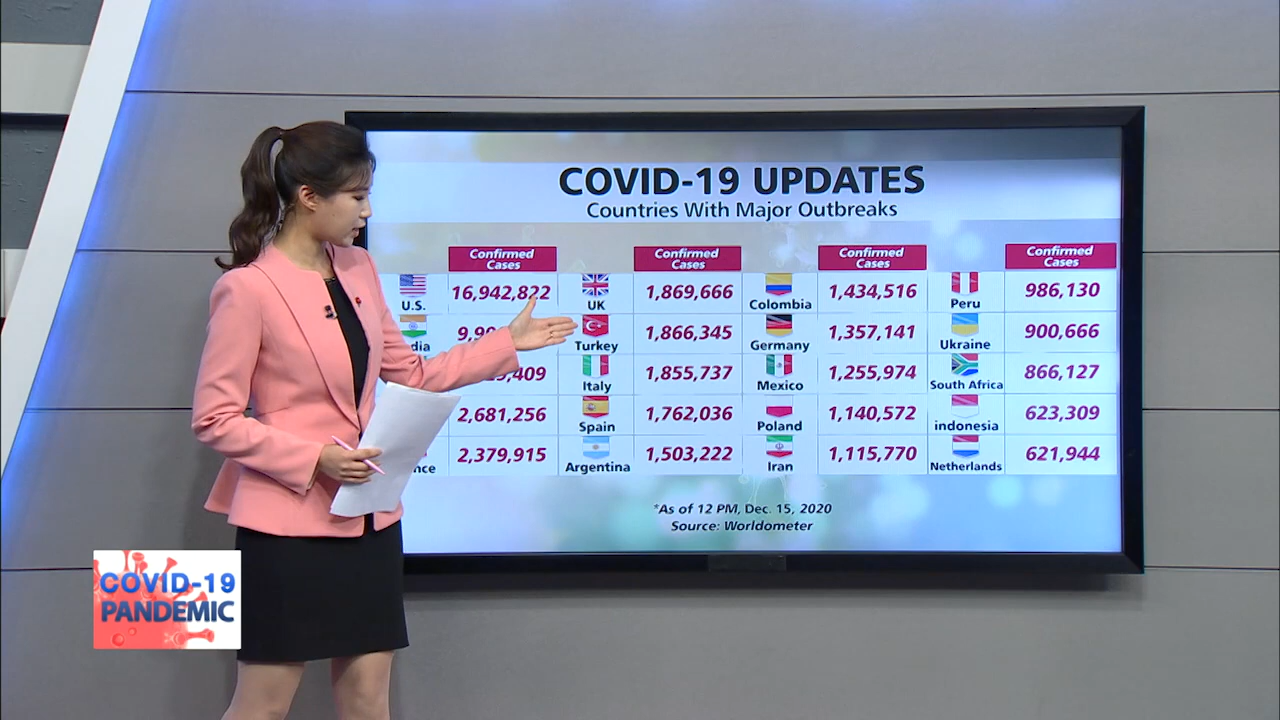 COVID-19 UPDATES
Countries With Major Outbreaks
Confirmed Cases Confirmed Cases Confirmed Cases Confirmed Cases
U.S. 16,942,822 UK 1,869,666 Colombia 1,434,516 Peru 986,130
Turkey 1,866,345 Germany 1,357,141 Ukraine 900,666
Italy 1,855,737 Mexico 1,255,974 South Africa 866,127
2,681,256 Spain 1,762,036 Poland 1,140,572 indonesia 623,309
2,379,915 Argentina 1,503,222 Iran 1,115,770 Netherlands 621,944
*As of 12 PM, Dec. 15, 2020
Source: Worldometer
COVID-19
PANDEMIC